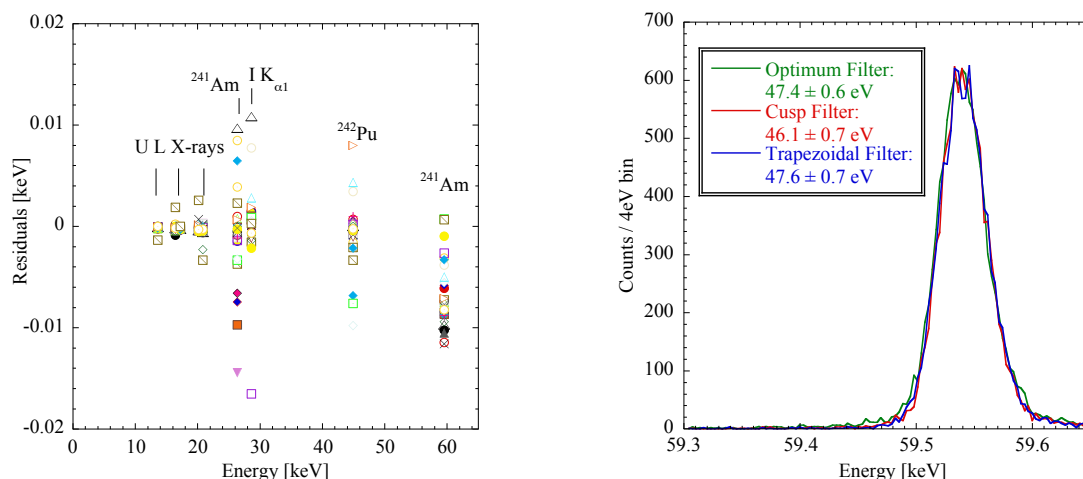 0.02
0.01
0
-0.01
-0.02
Residuals [keV]
241Am
I K α1
U L X-rays
242Pu
241Am
0 10 20 30 40 50 60
Energy [keV]
700
600
500
400
300
200
100
0
Counts / 4eV bin
Optimum Filter:
47.4 ± 0.6 eV
Cusp Filter:
46.1 ± 0.7 eV
Trapezoidal Filter:
47.6 ± 0.7 eV
59.3 59.4 59.5 59.6
Energy [keV]